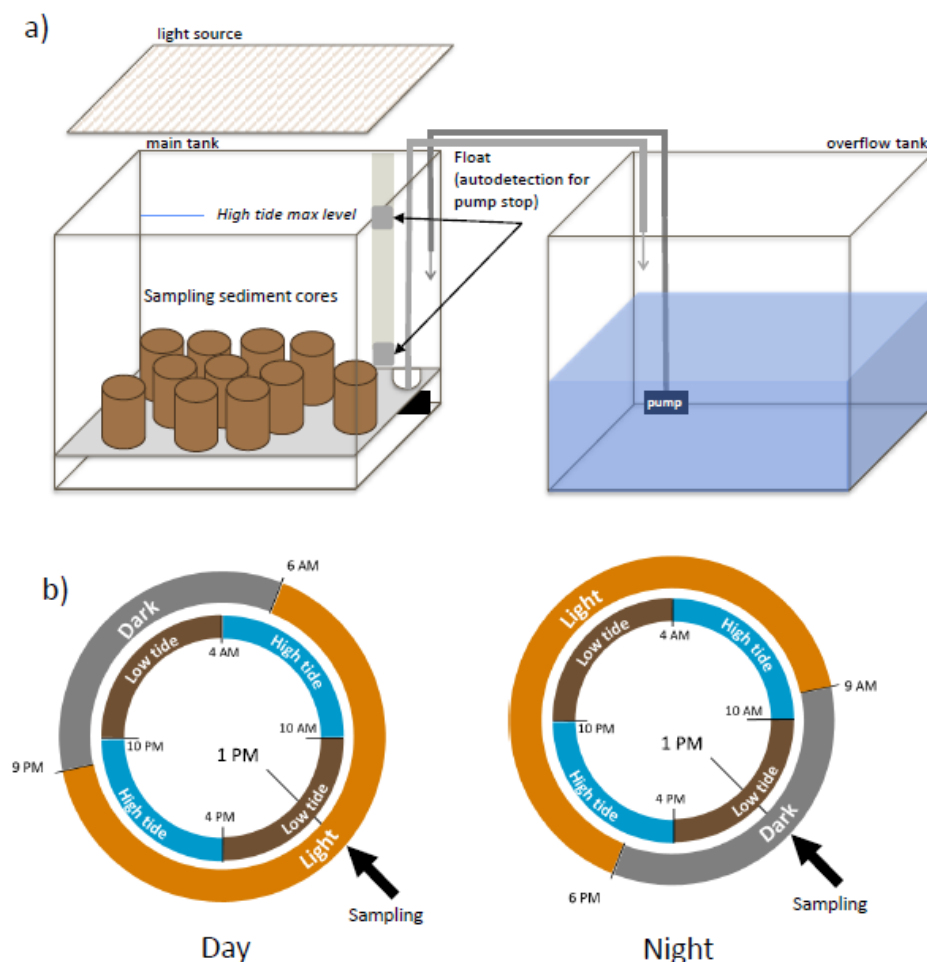 a)
light source
main tank
overflow tank
Float
(autodetection for
pump stop)
High tide max level
Sampling sediment cores
pump
b)
6 AM
Dark
Low tide
High tide
4 AM
10 AM
10 PM
1 PM
9 PM
4 PM
High tide
Low tide
Light
Sampling
Day
Light
Low tide
High tide
4 AM
9 AM
10 AM
10 PM
1 PM
4 PM
High tide
Low tide
Dark
6 PM
Sampling
Night